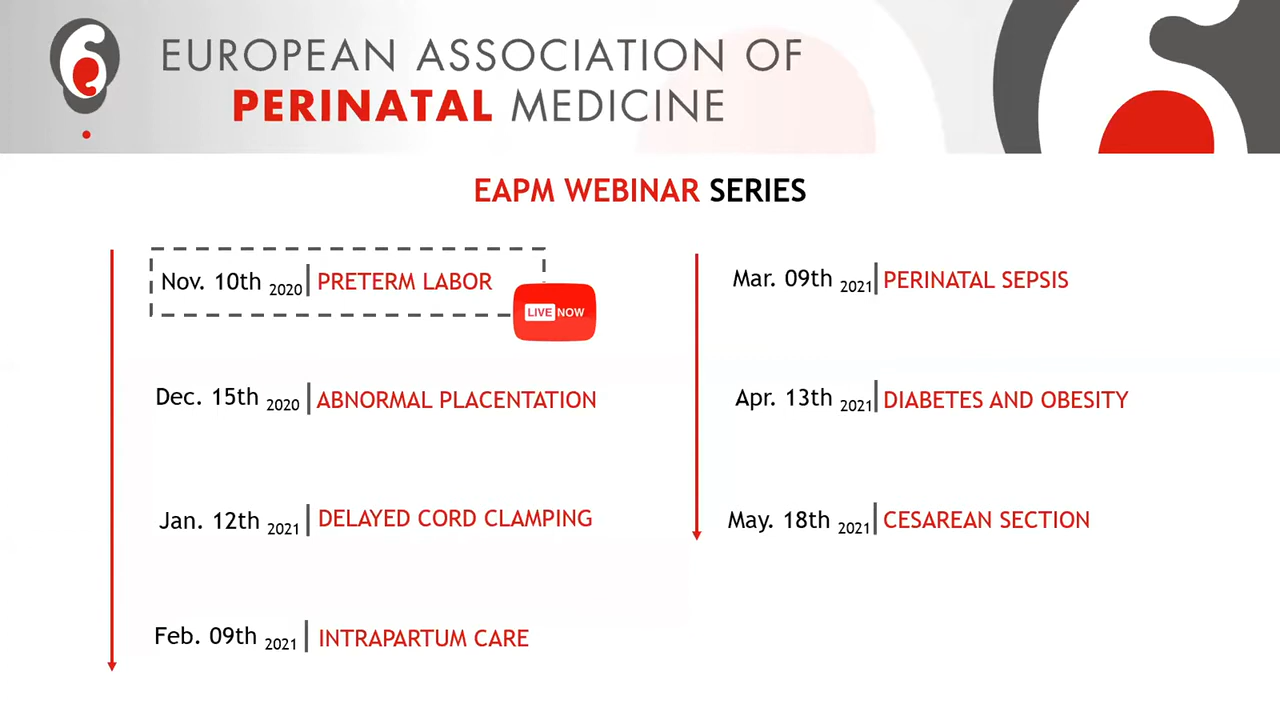 EUROPEAN ASSOCIATION OF
PERINATAL MEDICINE
EAPM WEBINAR SERIES
Nov. 10th 2020 PRETERM LABOR
LIVE NOW
Dec. 15th 2020 ABNORMAL PLACENTATION
Jan. 12th 2021 DELAYED CORD CLAMPING
Feb. 09th 2021 INTRAPARTUM CARE
Mar. 09th 2021 PERINATAL SEPSIS
Apr. 13th 2021 DIABETES AND OBESITY
May. 18th 2021 CESAREAN SECTION